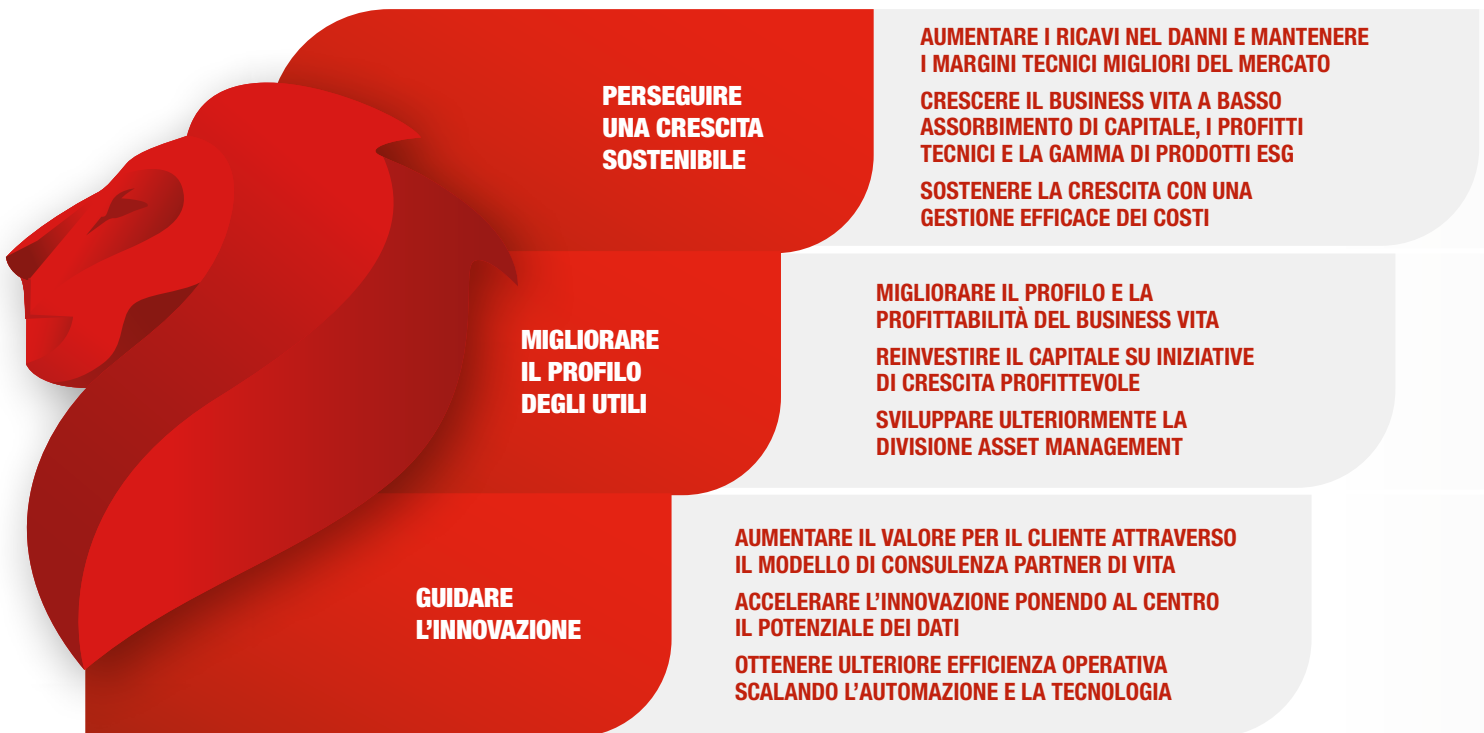 PERSEGUIRE
UNA CRESCITA
SOSTENIBILE
AUMENTARE I RICAVI NEL DANNI E MANTENERE
I MARGINI TECNICI MIGLIORI DEL MERCATO
CRESCERE IL BUSINESS VITA A BASSO
ASSORBIMENTO DI CAPITALE, I PROFITTI
TECNICI E LA GAMMA DI PRODOTTI ESG
SOSTENERE LA CRESCITA CON UNA
GESTIONE EFFICACE DEI COSTI
MIGLIORARE
IL PROFILO
DEGLI UTILI
MIGLIORARE IL PROFILO E LA
PROFITTABILITÀ DEL BUSINESS VITA
REINVESTIRE IL CAPITALE SU INIZIATIVE
DI CRESCITA PROFITTEVOLE
SVILUPPARE ULTERIORMENTE LA
DIVISIONE ASSET MANAGEMENT
GUIDARE
L’INNOVAZIONE
AUMENTARE IL VALORE PER IL CLIENTE ATTRAVERSO
IL MODELLO DI CONSULENZA PARTNER DI VITA
ACCELERARE L’INNOVAZIONE PONENDO AL CENTRO
IL POTENZIALE DEI DATI
OTTENERE ULTERIORE EFFICIENZA OPERATIVA
SCALANDO L’AUTOMAZIONE E LA TECNOLOGIA